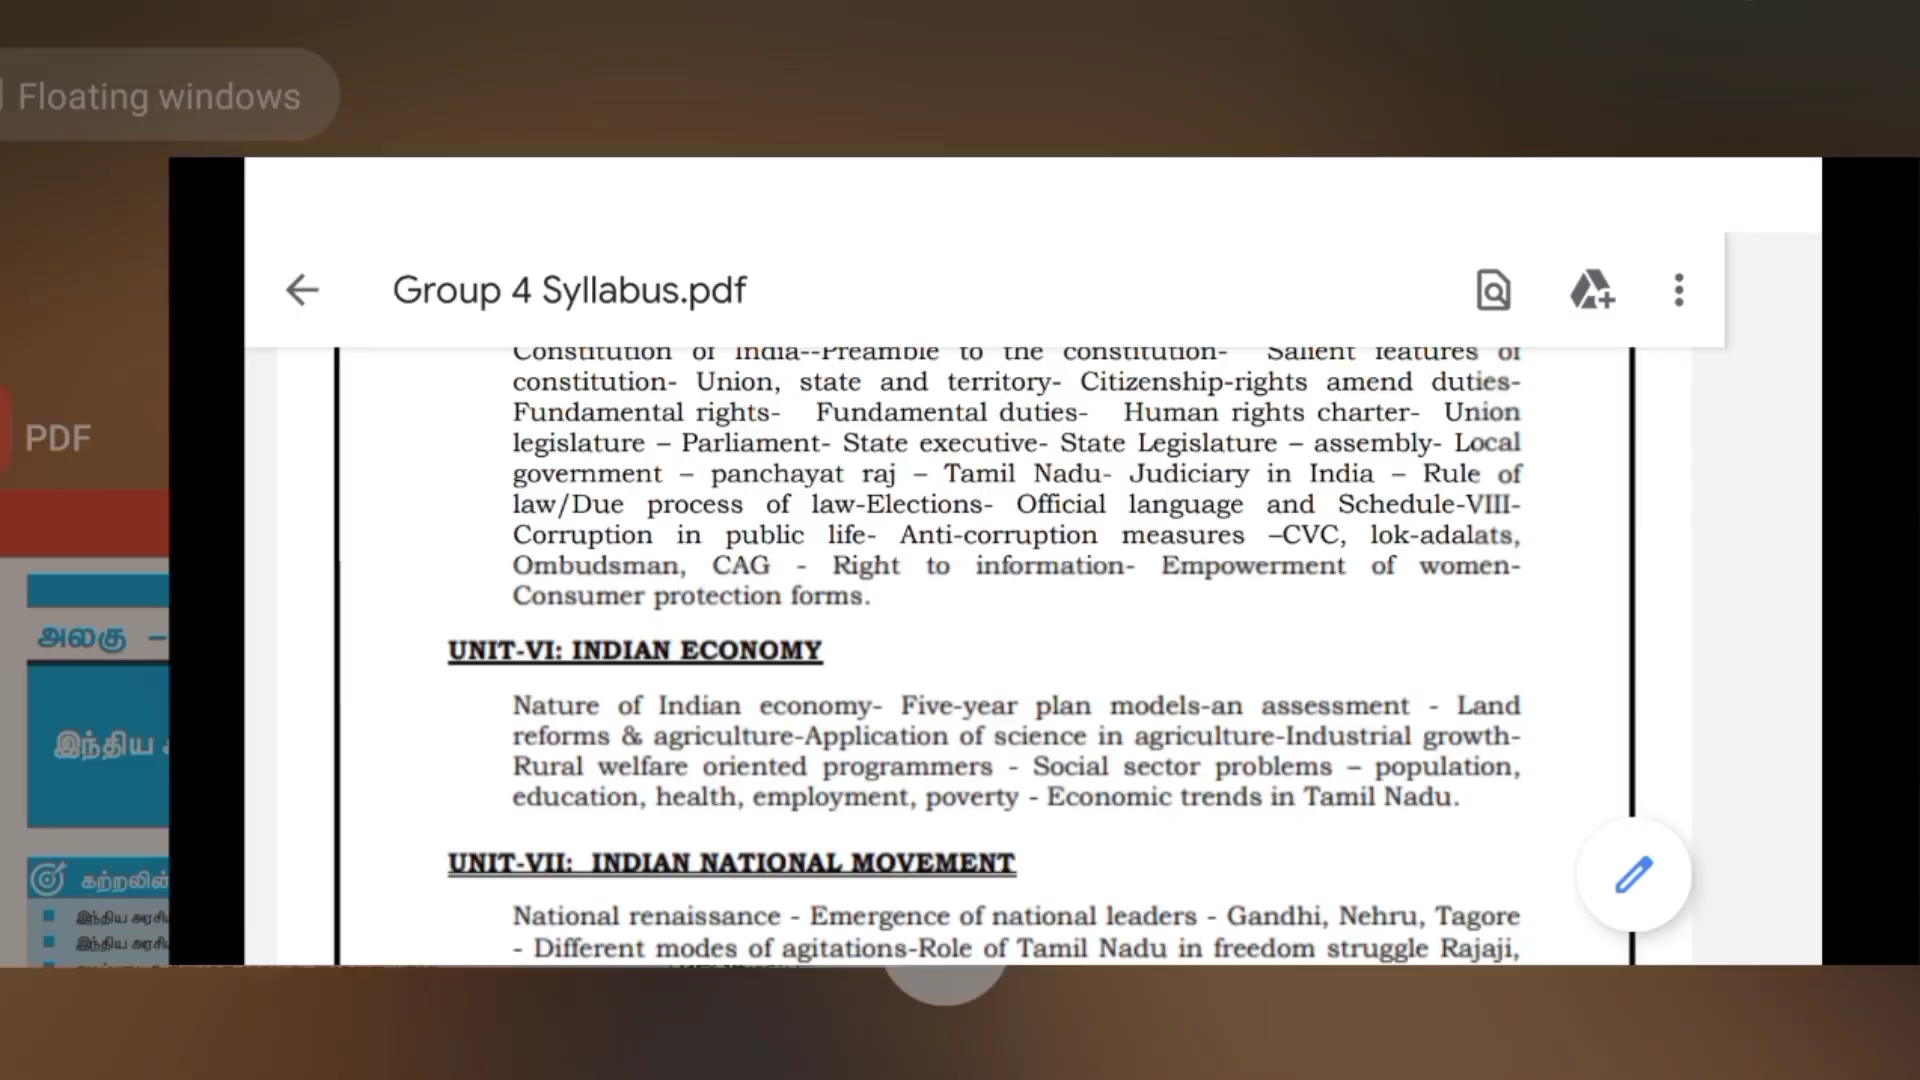 Floating windows
Group 4 Syllabus.pdf
Constitution of India--Preamble to the constitution- Salient features of
constitution- Union, state and territory- Citizenship-rights amend duties-
Fundamental rights- Fundamental duties- Human rights charter- Union
legislature – Parliament- State executive- State Legislature – assembly- Local
government – panchayat raj – Tamil Nadu- Judiciary in India – Rule of
law/Due process of law-Elections- Official language and Schedule-VIII-
Corruption in public life- Anti-corruption measures –CVC, lok-adalats,
Ombudsman, CAG - Right to information- Empowerment of women-
Consumer protection forms.
UNIT-VI: INDIAN ECONOMY
Nature of Indian economy- Five-year plan models-an assessment - Land
reforms & agriculture-Application of science in agriculture-Industrial growth-
Rural welfare oriented programmers - Social sector problems – population,
education, health, employment, poverty - Economic trends in Tamil Nadu.
UNIT-VII: INDIAN NATIONAL MOVEMENT
National renaissance - Emergence of national leaders - Gandhi, Nehru, Tagore
- Different modes of agitations-Role of Tamil Nadu in freedom struggle Rajaji,
PDF
அலகு –
இந்திய
கற்றலின்
இந்திய
இந்திய